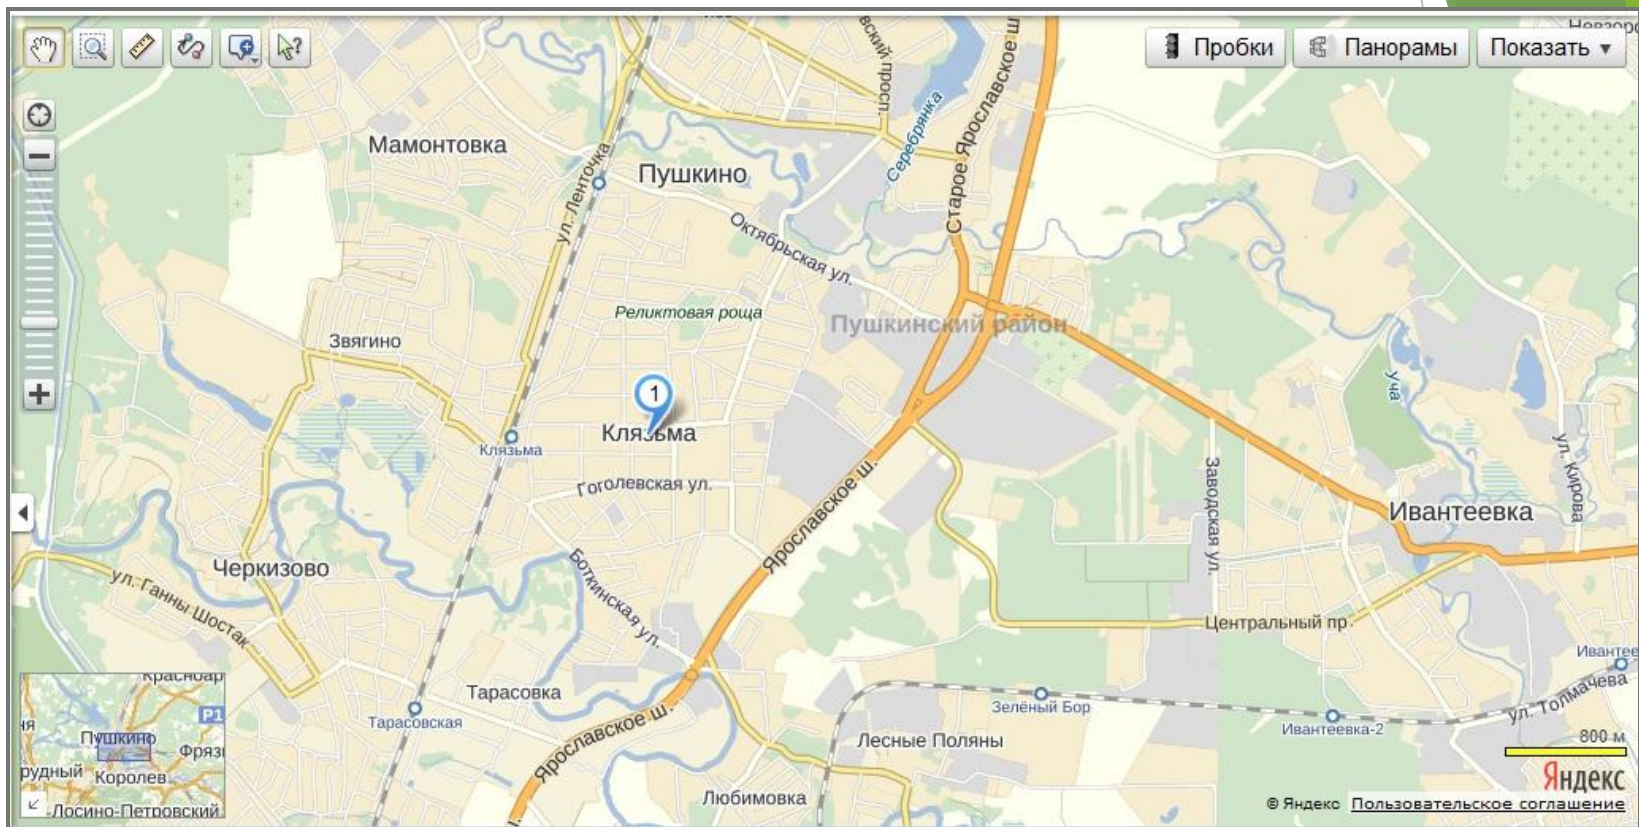 Пробки
Панорамы
Показать
Мамонтовка
Пушкино
ул. Ленточка
Серебрянка
Старое Ярославское ш.
Октябрьская ул.
Реликтовая роща
Пушкинский район
Звягино
1
Клязьма
Клязьма
Гоголевская ул.
Ярославское ш.
уча
ул. Кирова
Заводская ул.
Ивантеевка
Черкизово
ул. Ганны Шостак
Боткинская ул.
Центральный пр
Тарасовка
Тарасовская
Ярославское ш.
Зелёный Бор
Ивантеевка-2
ул. Толмачева
Лесные Поляны
Любимовка
Р1
Пушкино
Королев
Лосино-Петровский
800 м
Яндекс
© Яндекс Пользовательское соглашение